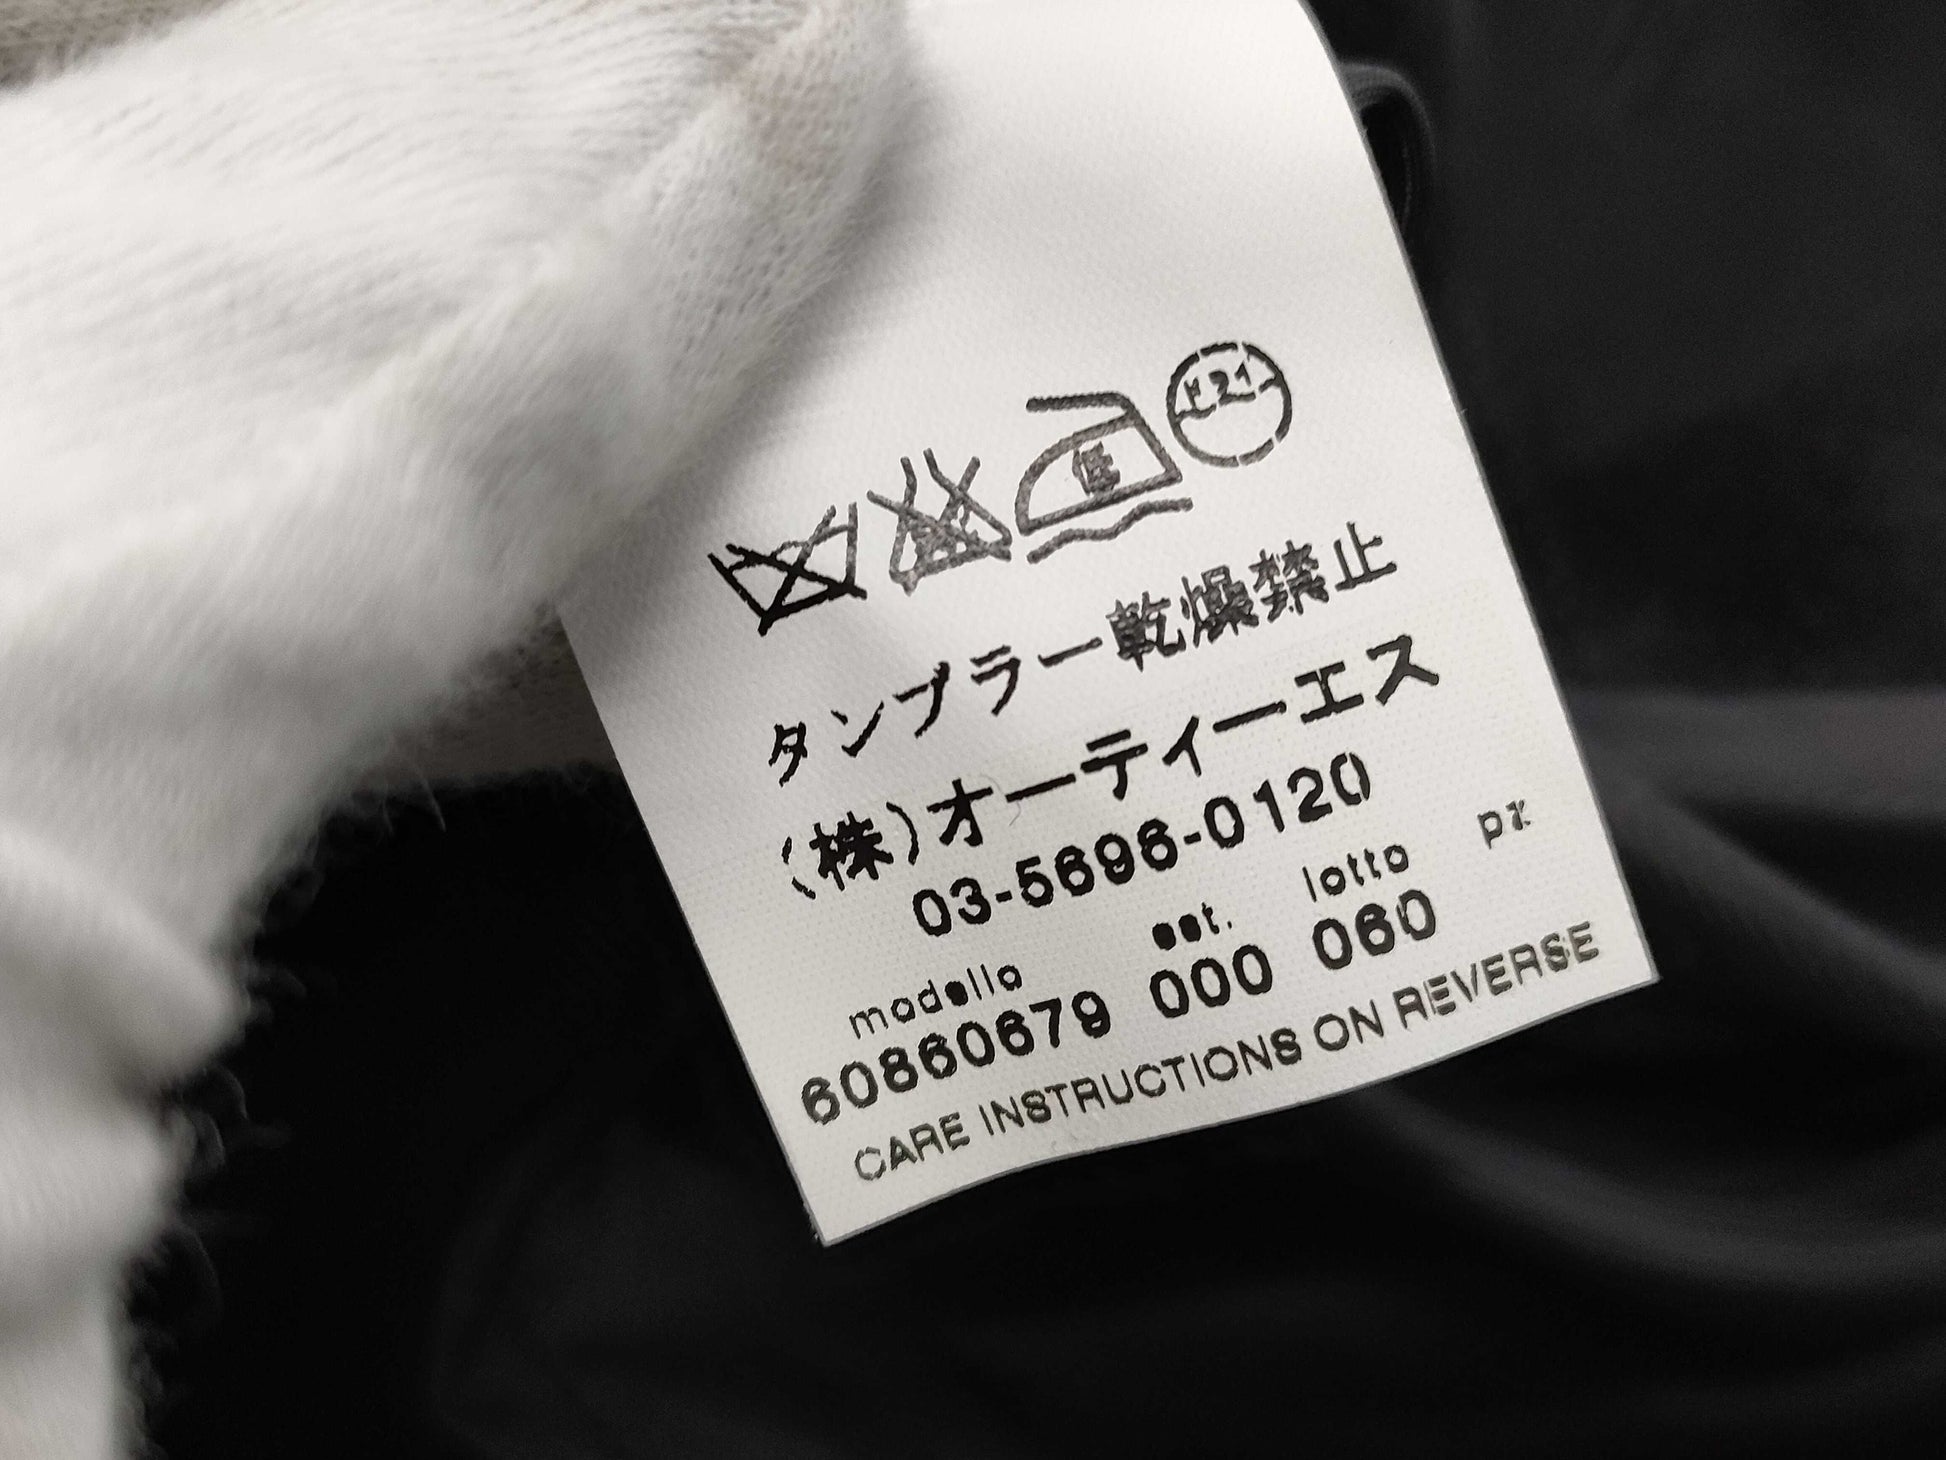 低
タンブラー乾燥禁止
(株)オーティーエス
03-5696-0120
modello est. lotto pz
60860679 000 060
CARE INSTRUCTIONS ON REVERSE